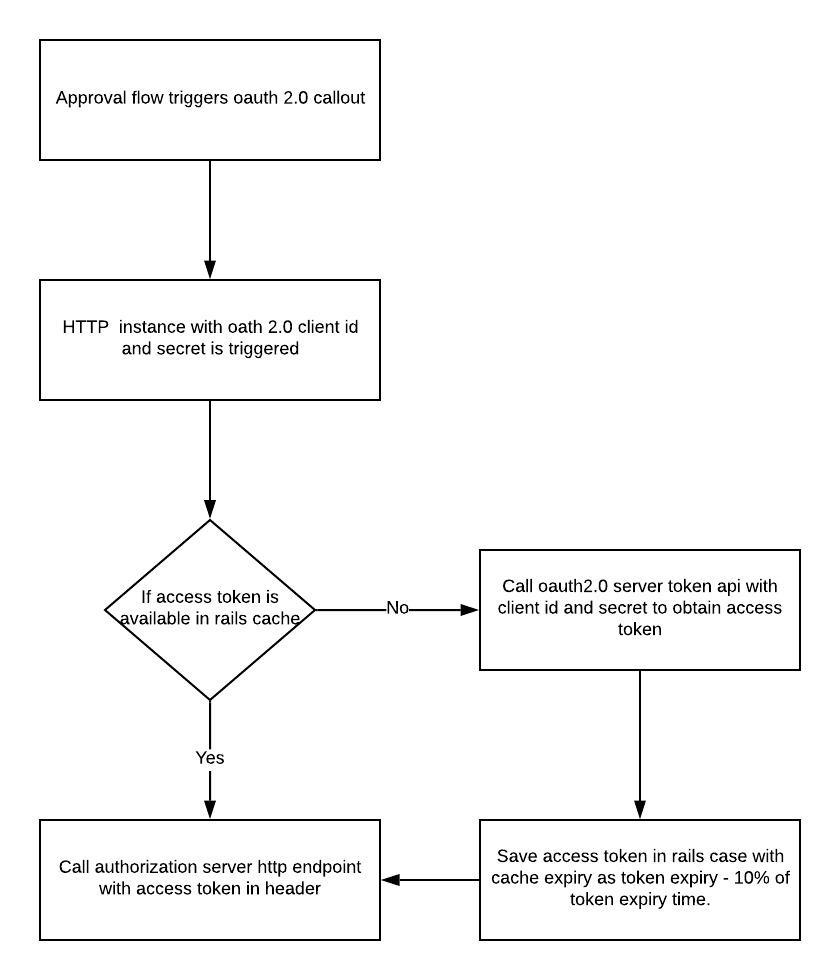 Approval flow triggers oauth 2.0 callout
HTTP  instance with oath 2.0 client id
and secret is triggered
If access token is
available in rails cache
No
Call oauth2.0 server token api with
client id and secret to obtain access
token
Yes
Call authorization server http endpoint
with access token in header
Save access token in rails case with
cache expiry as token expiry - 10% of
token expiry time.